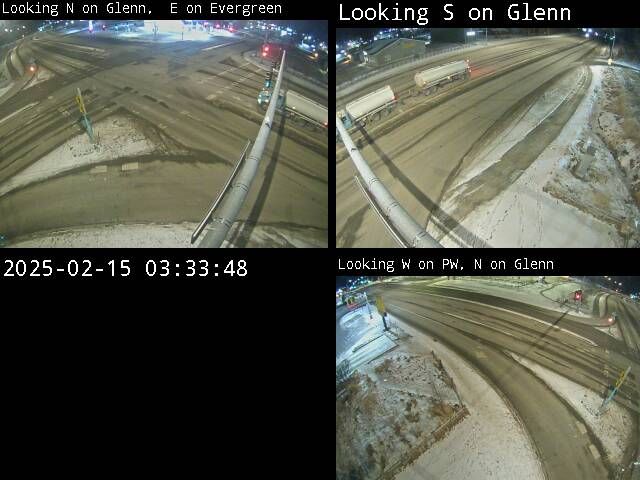 Looking N on Glenn,  E on Evergreen
Looking S on Glenn
2025-02-15 03:33:48
Looking W on PW, N on Glenn